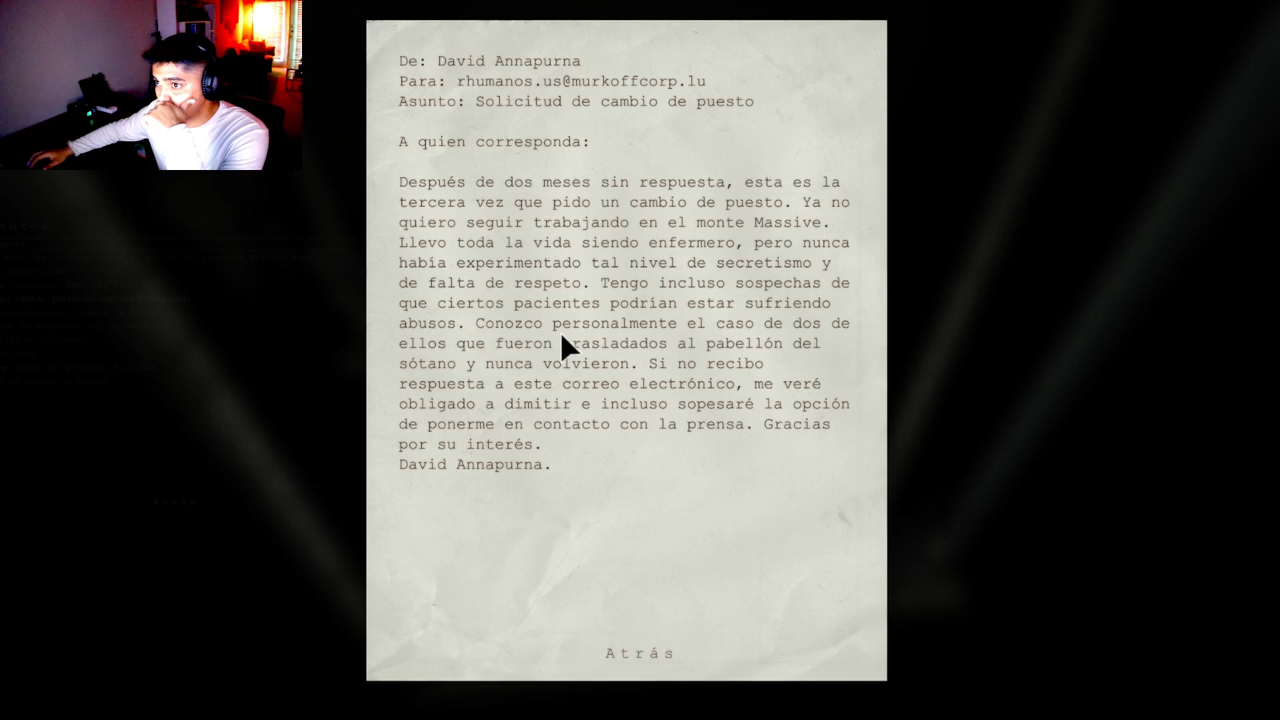 De: David Annapurna
Para: rhumanos.us@murkoffcorp.lu
Asunto: Solicitud de cambio de puesto
A quien corresponda:
Después de dos meses sin respuesta, esta es la
tercera vez que pido un cambio de puesto. Ya no
quiero seguir trabajando en el monte Massive.
Llevo toda la vida siendo enfermero, pero nunca
había experimentado tal nivel de secretismo y
de falta de respeto. Tengo incluso sospechas de
que ciertos pacientes podrían estar sufriendo
abusos. Conozco personalmente el caso de dos de
ellos que fueron trasladados al pabellón del
sótano y nunca volvieron. Si no recibo
respuesta a este correo electrónico, me veré
obligado a dimitir e incluso sopesaré la opción
de ponerme en contacto con la prensa. Gracias
por su interés.
David Annapurna.
Atrás